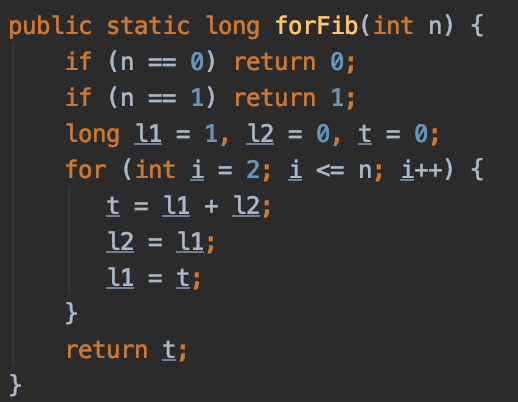 public static long forFib(int n) {
    if (n == 0) return 0;
    if (n == 1) return 1;
    long l1 = 1, l2 = 0, t = 0;
    for (int i = 2; i <= n; i++) {
        t = l1 + l2;
        l2 = l1;
        l1 = t;
    }
    return t;
}